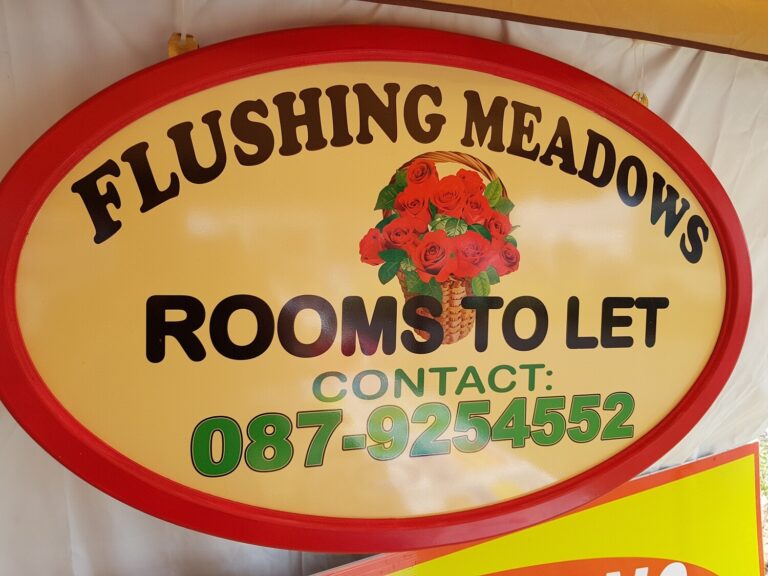 FLUSHING MEADOWS
ROOMS TO LET
CONTACT:
087-9254552